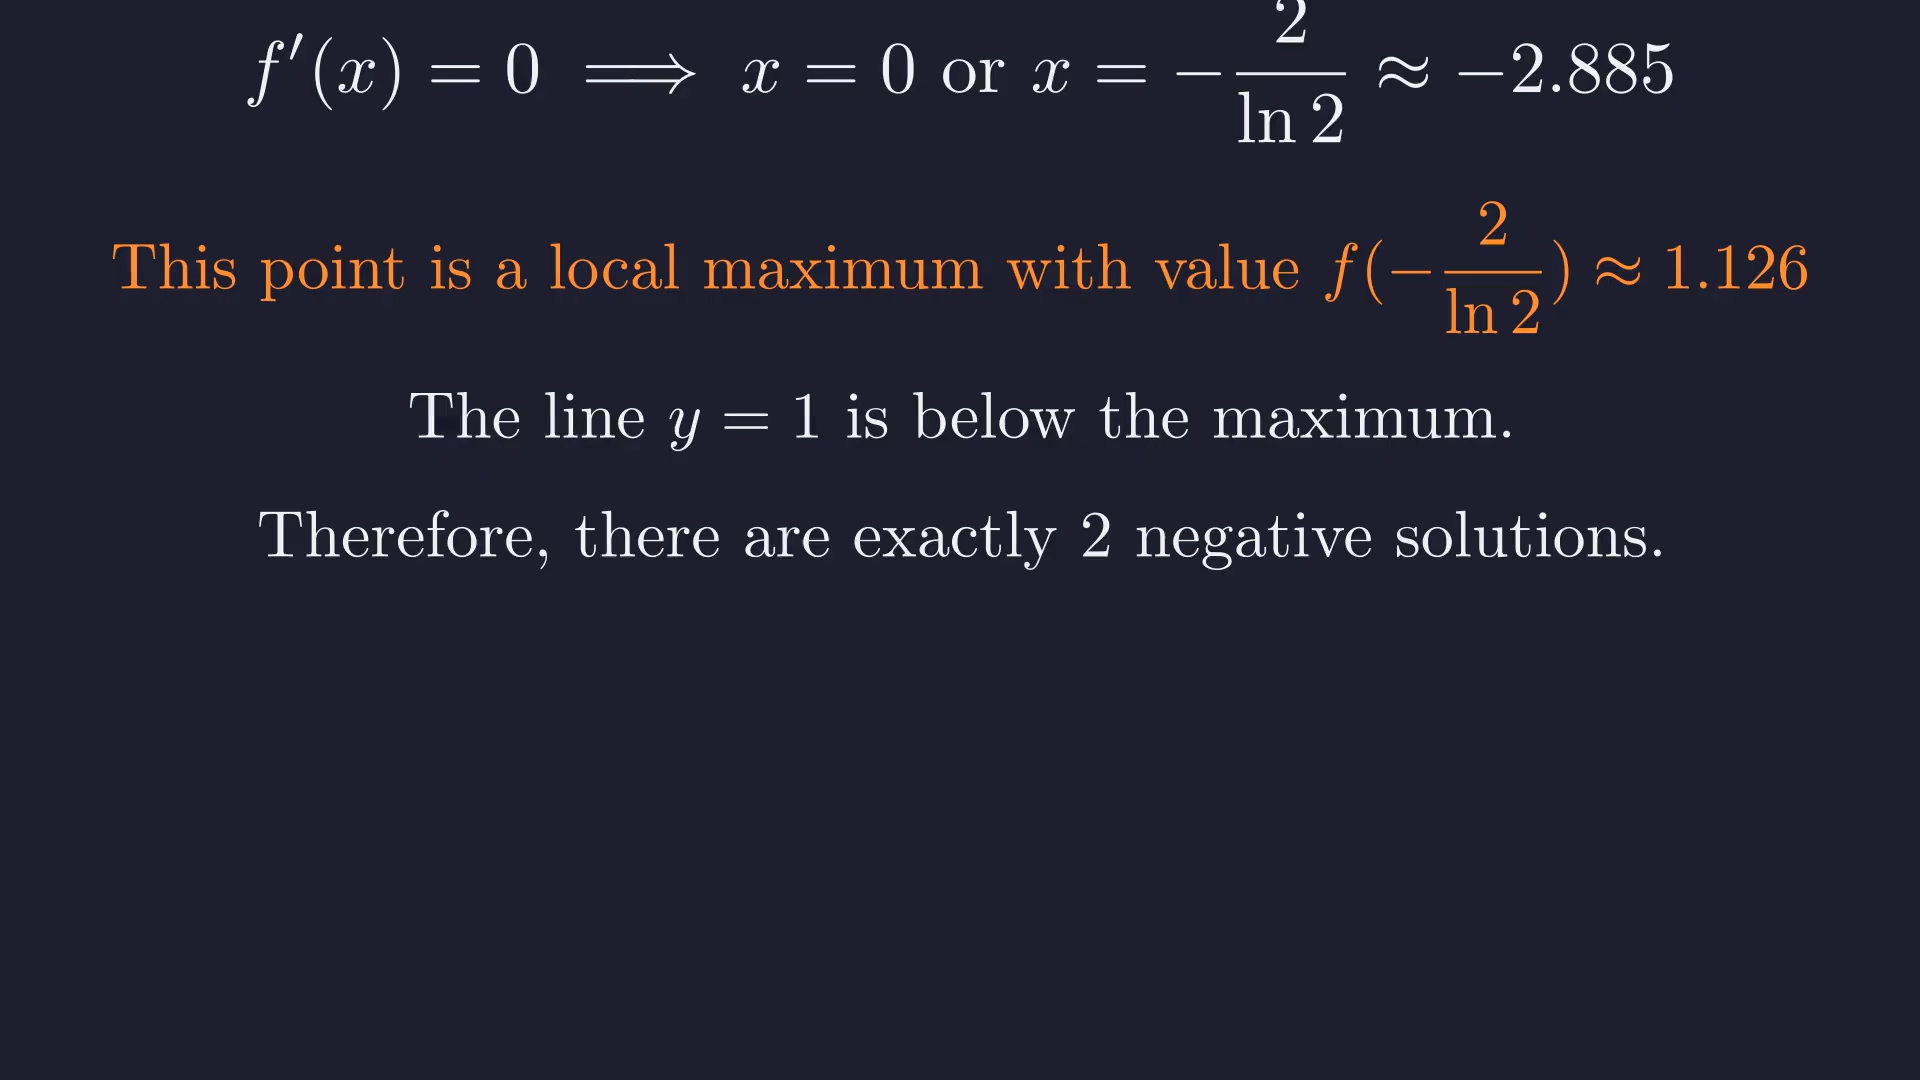 f′(x) = 0 ⟹ x = 0 or x = −2/ln 2 ≈ −2.885
This point is a local maximum with value f(−2/ln 2) ≈ 1.126
The line y = 1 is below the maximum.
Therefore, there are exactly 2 negative solutions.